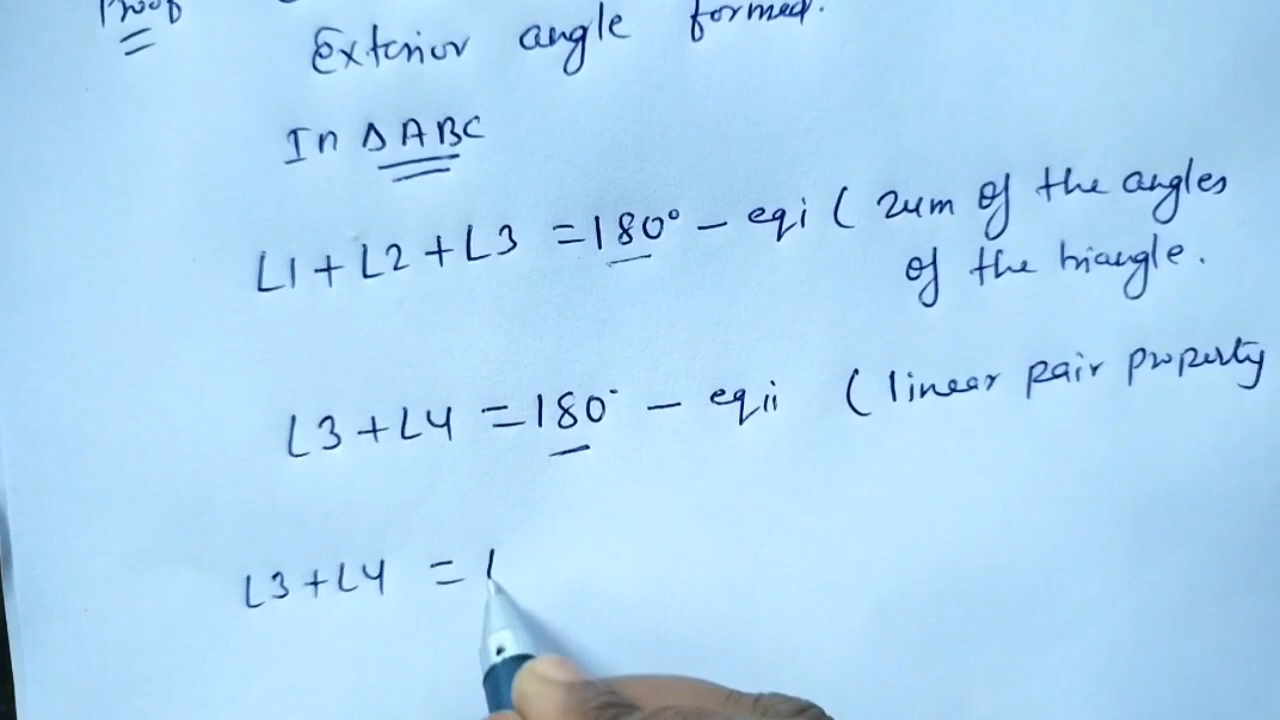 Proof
Exterior angle formed.
In ΔABC
∠1+∠2+∠3 =180° – eqi ( sum of the angles
of the triangle.
∠3+∠4 =180° – eqii ( linear pair property
∠3+∠4 =